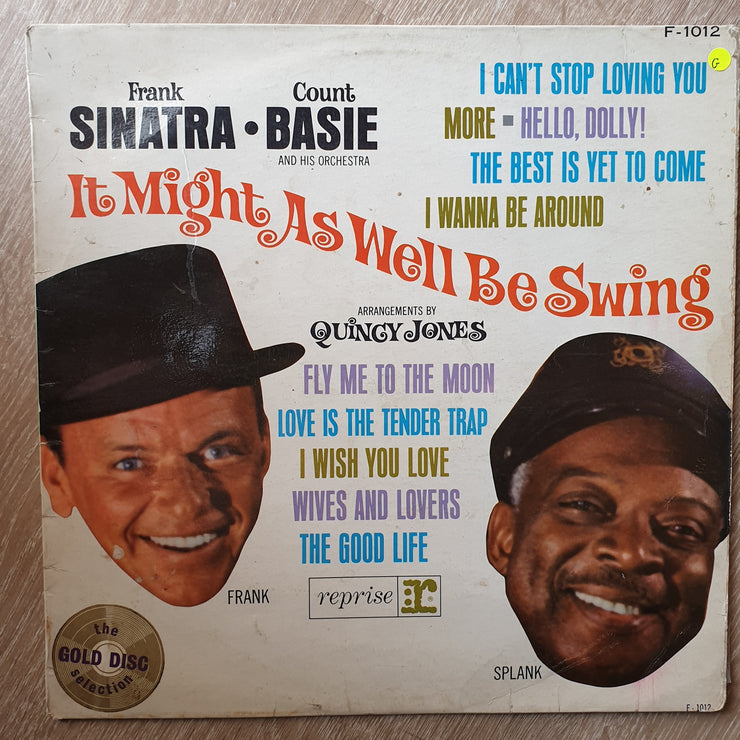 F-1012
G
Frank Count
SINATRA • BASIE
AND HIS ORCHESTRA
I CAN'T STOP LOVING YOU
MORE ▪ HELLO, DOLLY!
THE BEST IS YET TO COME
I WANNA BE AROUND
It Might As Well Be Swing
ARRANGEMENTS BY
QUINCY JONES
FLY ME TO THE MOON
LOVE IS THE TENDER TRAP
I WISH YOU LOVE
WIVES AND LOVERS
THE GOOD LIFE
FRANK
reprise r:
the
GOLD DISC
selection
SPLANK
F-1012